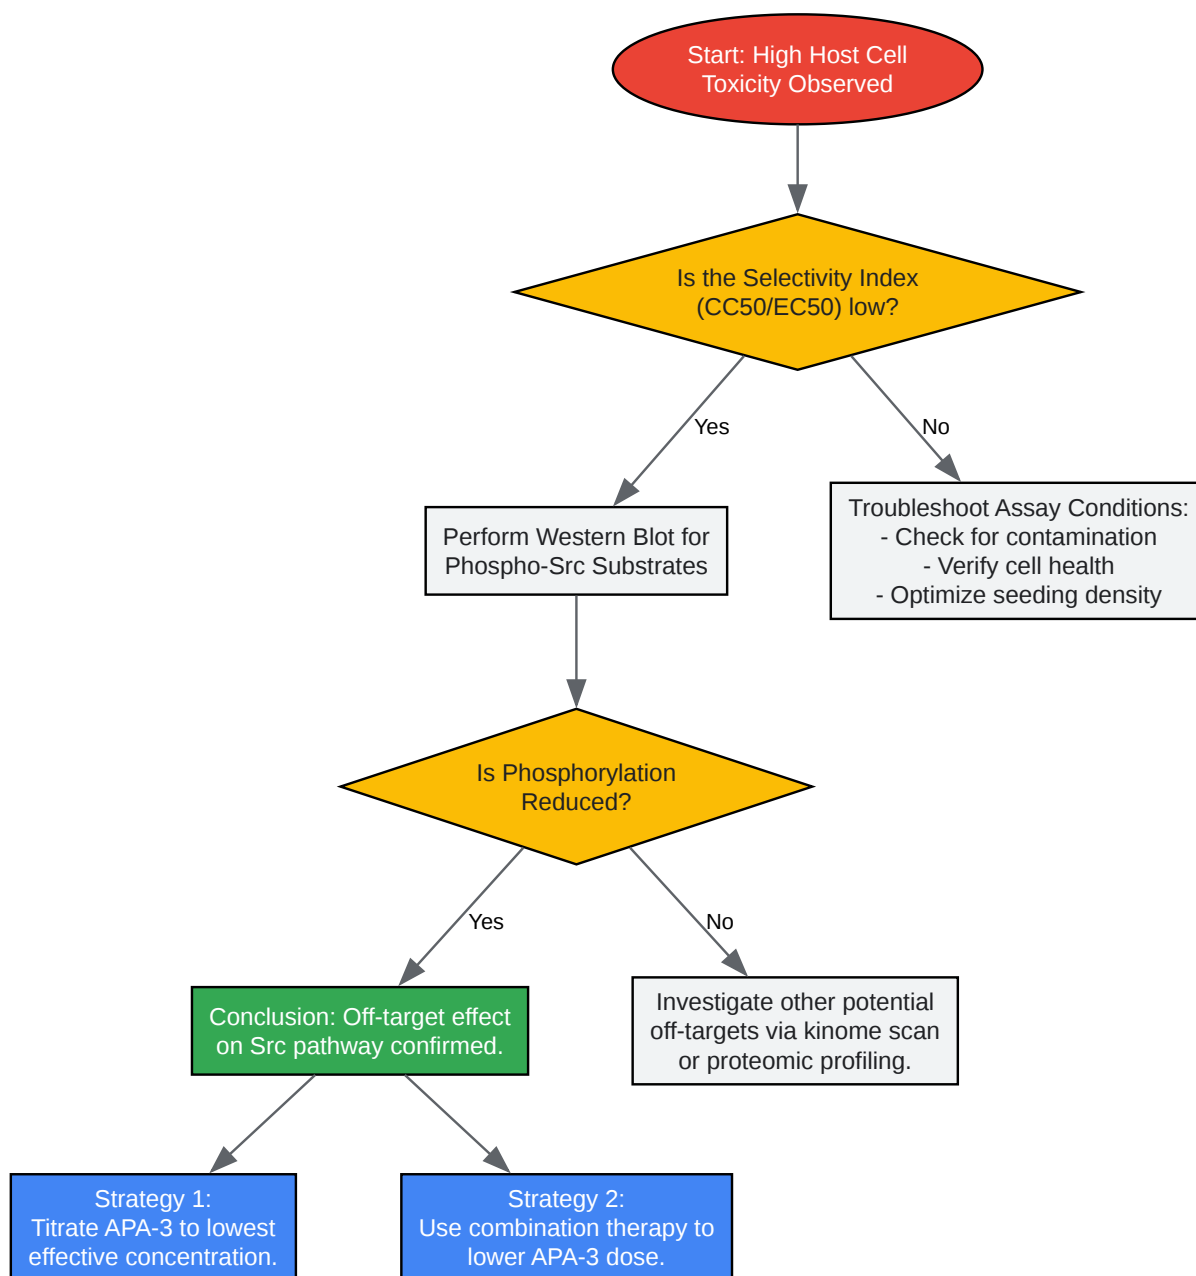 Start: High Host Cell
Toxicity Observed
Is the Selectivity Index
(CC50/EC50) low?
Yes
No
Perform Western Blot for
Phospho-Src Substrates
Troubleshoot Assay Conditions:
- Check for contamination
- Verify cell health
- Optimize seeding density
Is Phosphorylation
Reduced?
Yes
No
Conclusion: Off-target effect
on Src pathway confirmed.
Investigate other potential
off-targets via kinome scan
or proteomic profiling.
Strategy 1:
Titrate APA-3 to lowest
effective concentration.
Strategy 2:
Use combination therapy to
lower APA-3 dose.